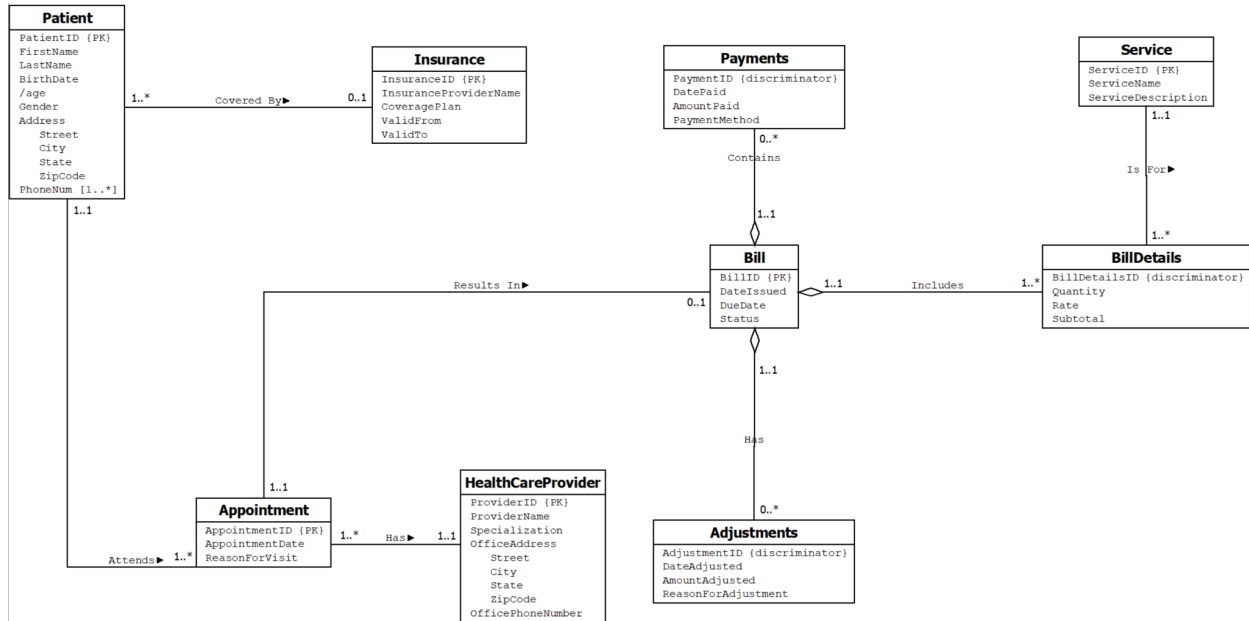 Patient
PatientID {PK}
FirstName
LastName
BirthDate
/age
Gender
Address
Street
City
State
ZipCode
PhoneNum [1..*]
1..*
Covered By►
0..1
Insurance
InsuranceID {PK}
InsuranceProviderName
CoveragePlan
ValidFrom
ValidTo
Payments
PaymentID {discriminator}
DatePaid
AmountPaid
PaymentMethod
0..*
Contains
1..1
Service
ServiceID {PK}
ServiceName
ServiceDescription
1..1
Is For►
1..*
Bill
BillID {PK}
DateIssued
DueDate
Status
1..1
Includes
1..*
BillDetails
BillDetailsID {discriminator}
Quantity
Rate
Subtotal
1..1
Results In►
0..1
1..1
Has
0..*
1..1
Attends►
1..*
Appointment
AppointmentID {PK}
AppointmentDate
ReasonForVisit
1..*
Has►
1..1
HealthCareProvider
ProviderID {PK}
ProviderName
Specialization
OfficeAddress
Street
City
State
ZipCode
OfficePhoneNumber
Adjustments
AdjustmentID {discriminator}
DateAdjusted
AmountAdjusted
ReasonForAdjustment